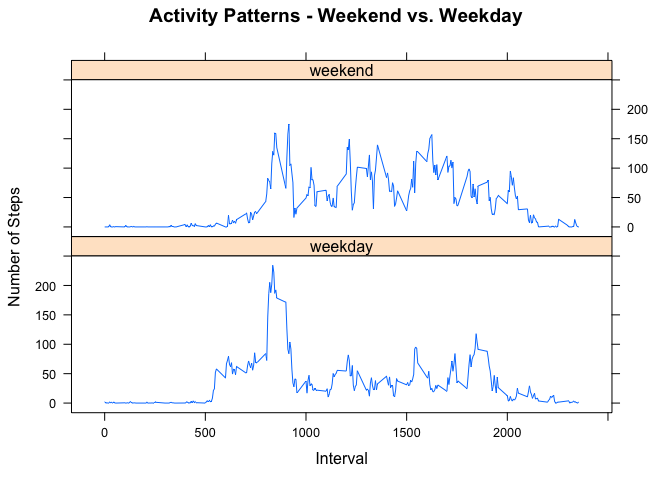 Activity Patterns - Weekend vs. Weekday
weekend
200
150
100
50
0
Number of Steps
weekday
200
150
100
50
0
0 500 1000 1500 2000
Interval